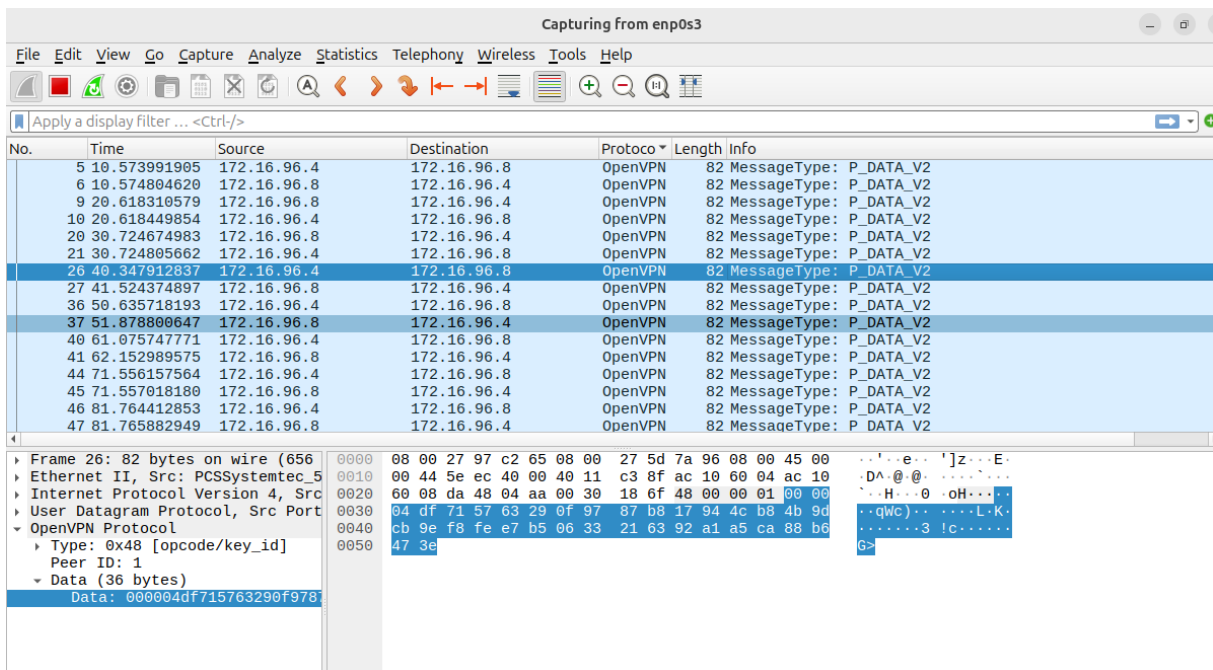 Capturing from enp0s3
File Edit View Go Capture Analyze Statistics Telephony Wireless Tools Help
Apply a display filter … <Ctrl-/>
No. Time Source Destination Protoco Length Info
5 10.573991905 172.16.96.4 172.16.96.8 OpenVPN 82 MessageType: P_DATA_V2
6 10.574804620 172.16.96.8 172.16.96.4 OpenVPN 82 MessageType: P_DATA_V2
9 20.618310579 172.16.96.8 172.16.96.4 OpenVPN 82 MessageType: P_DATA_V2
10 20.618449854 172.16.96.4 172.16.96.8 OpenVPN 82 MessageType: P_DATA_V2
20 30.724674983 172.16.96.8 172.16.96.4 OpenVPN 82 MessageType: P_DATA_V2
21 30.724805662 172.16.96.8 172.16.96.4 OpenVPN 82 MessageType: P_DATA_V2
26 40.347912837 172.16.96.4 172.16.96.8 OpenVPN 82 MessageType: P_DATA_V2
27 41.524374897 172.16.96.8 172.16.96.4 OpenVPN 82 MessageType: P_DATA_V2
36 50.635718193 172.16.96.4 172.16.96.8 OpenVPN 82 MessageType: P_DATA_V2
37 51.878800647 172.16.96.8 172.16.96.4 OpenVPN 82 MessageType: P_DATA_V2
40 61.075747771 172.16.96.4 172.16.96.8 OpenVPN 82 MessageType: P_DATA_V2
41 62.152989575 172.16.96.8 172.16.96.4 OpenVPN 82 MessageType: P_DATA_V2
44 71.556157564 172.16.96.4 172.16.96.8 OpenVPN 82 MessageType: P_DATA_V2
45 71.557018180 172.16.96.8 172.16.96.4 OpenVPN 82 MessageType: P_DATA_V2
46 81.764412853 172.16.96.4 172.16.96.8 OpenVPN 82 MessageType: P_DATA_V2
47 81.765882949 172.16.96.8 172.16.96.4 OpenVPN 82 MessageType: P_DATA_V2
Frame 26: 82 bytes on wire (656
Ethernet II, Src: PCSSystemtec_5
Internet Protocol Version 4, Src
User Datagram Protocol, Src Port
OpenVPN Protocol
Type: 0x48 [opcode/key_id]
Peer ID: 1
Data (36 bytes)
Data: 000004df715763290f9787
0000 08 00 27 97 c2 65 08 00 27 5d 7a 96 08 00 45 00 ··'··e·· ']z···E·
0010 00 44 5e ec 40 00 40 11 c3 8f ac 10 60 04 ac 10 ·D^·@·@· ····`···
0020 60 08 da 48 04 aa 00 30 18 6f 48 00 00 01 00 00 `··H···0 ·oH·····
0030 04 df 71 57 63 29 0f 97 87 b8 17 94 4c b8 4b 9d ··qWc)·· ····L·K·
0040 cb 9e f8 fe e7 b5 06 33 21 63 92 a1 a5 ca 88 b6 ·······3 !c······
0050 47 3e G>